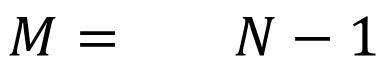 M =     N − 1